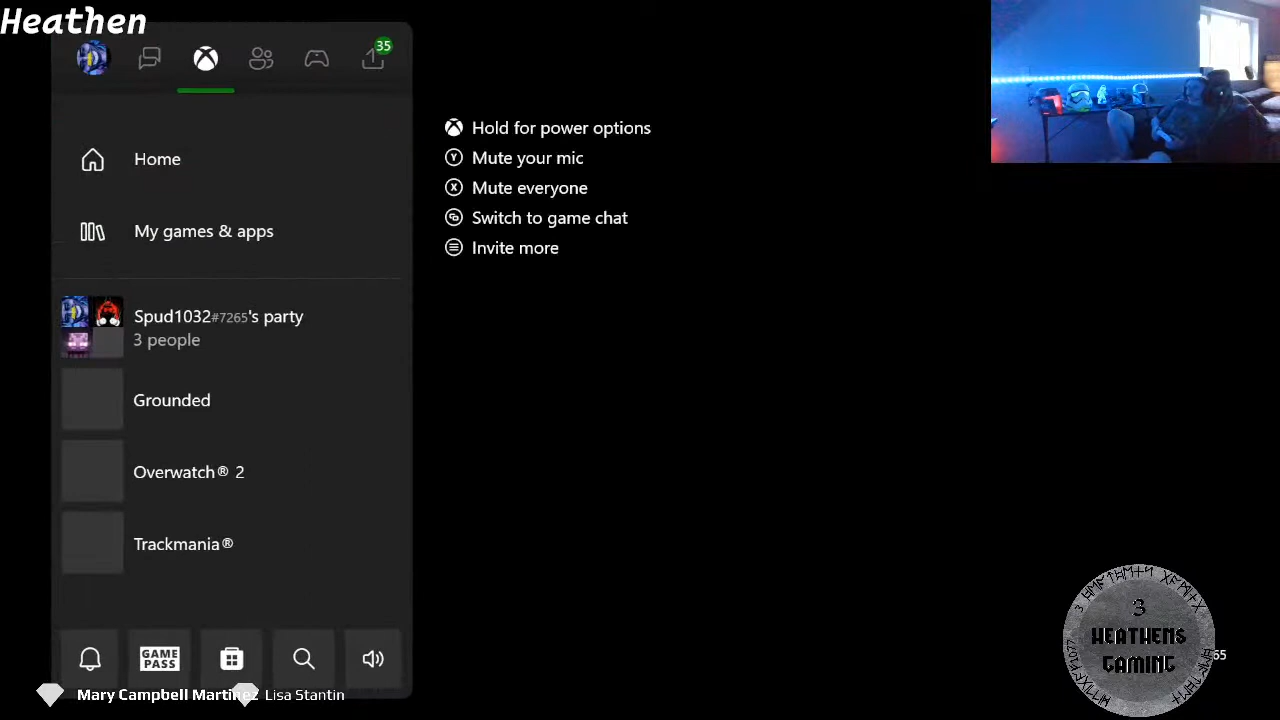 Heathen
35
Home
My games & apps
Spud1032#7265's party
3 people
Grounded
Overwatch® 2
Trackmania®
GAME
PASS
Hold for power options
Y Mute your mic
X Mute everyone
Switch to game chat
Invite more
Mary Campbell Martinez Lisa Stantin
3
HEATHENS
GAMING
65